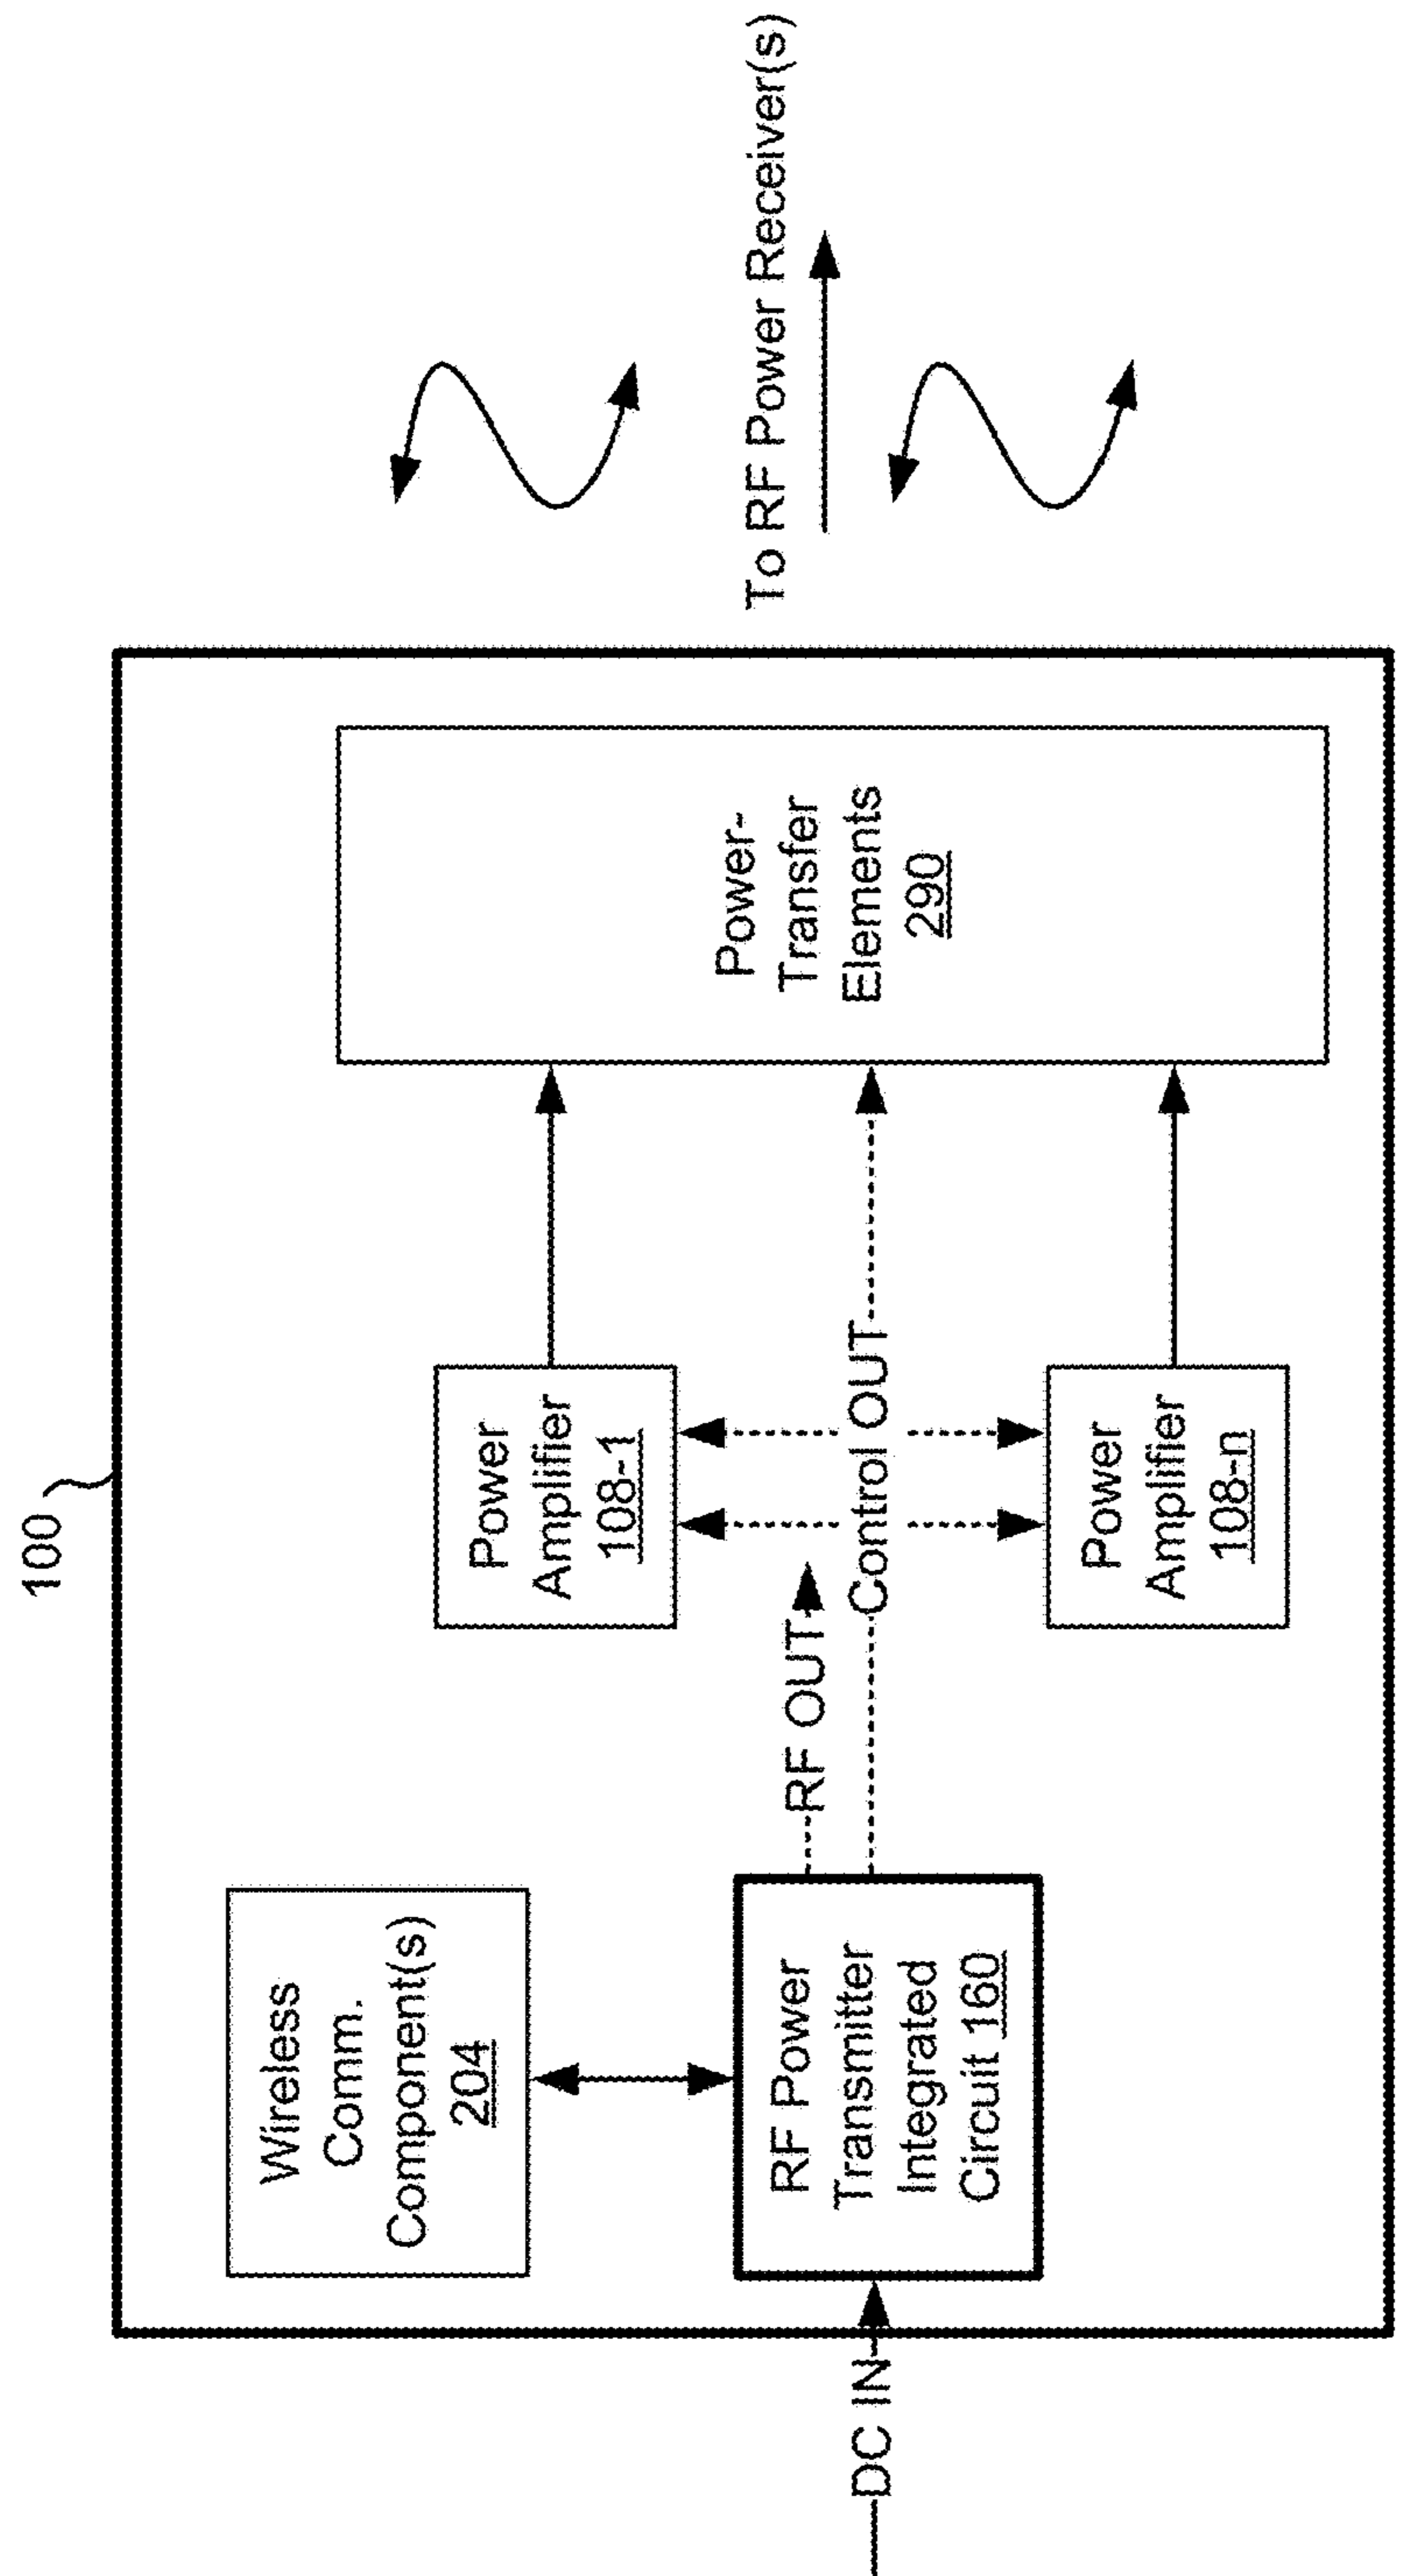 100
Wireless
Comm.
Component(s)
204
RF Power
Transmitter
Integrated
Circuit 160
DC IN
RF OUT
Control OUT
Power
Amplifier
108-1
Power
Amplifier
108-n
Power-
Transfer
Elements
290
To RF Power Receiver(s)